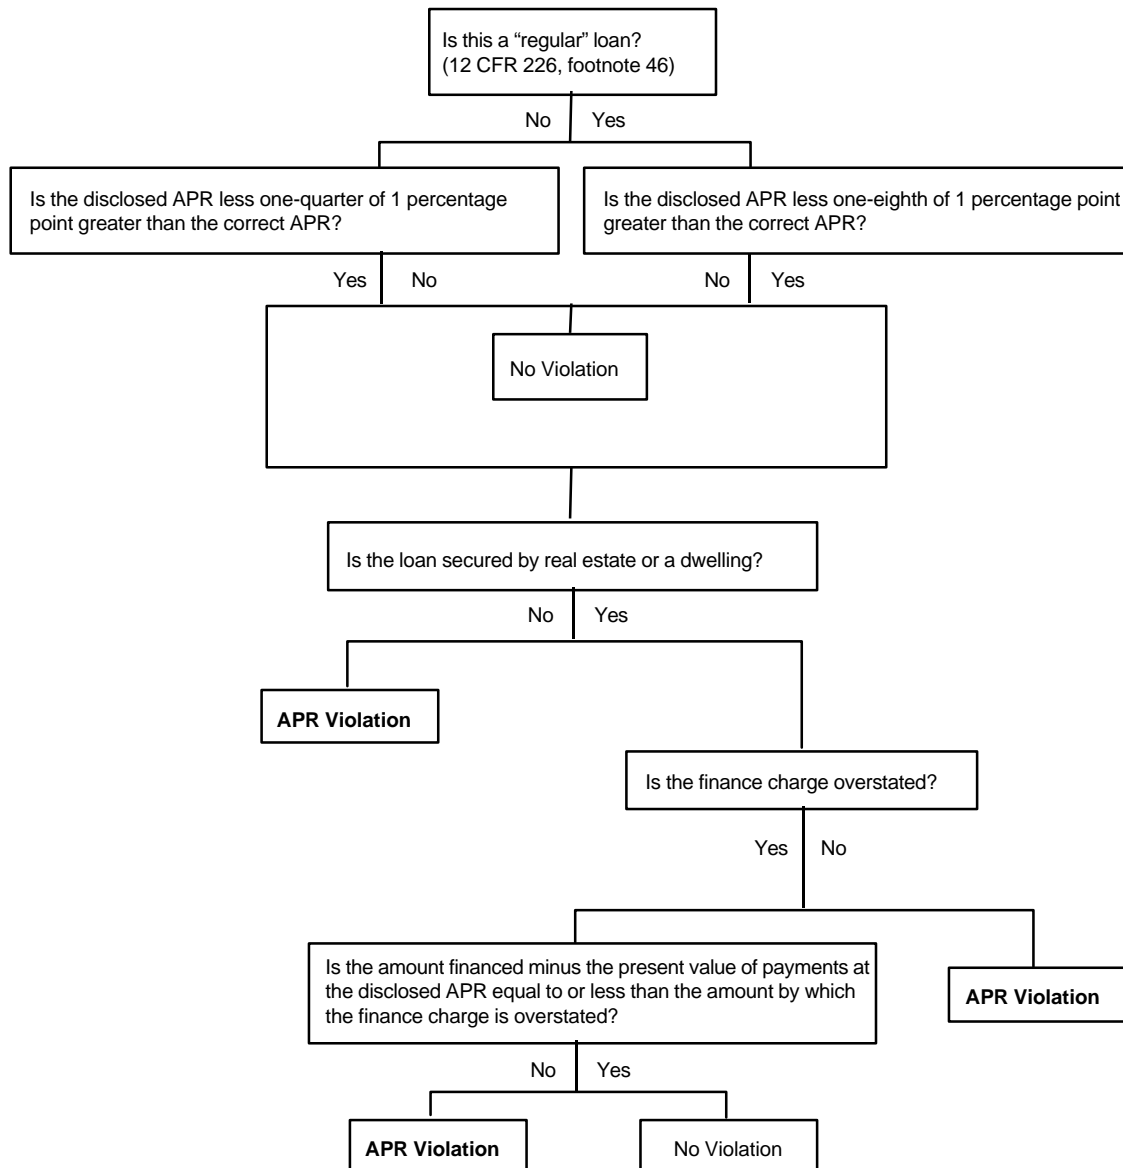 Is this a “regular” loan?
(12 CFR 226, footnote 46)
No
Yes
Is the disclosed APR less one-quarter of 1 percentage
point greater than the correct APR?
Is the disclosed APR less one-eighth of 1 percentage point
greater than the correct APR?
Yes
No
No
Yes
No Violation
Is the loan secured by real estate or a dwelling?
No
Yes
APR Violation
Is the finance charge overstated?
Yes
No
Is the amount financed minus the present value of payments at
the disclosed APR equal to or less than the amount by which
the finance charge is overstated?
APR Violation
No
Yes
APR Violation
No Violation